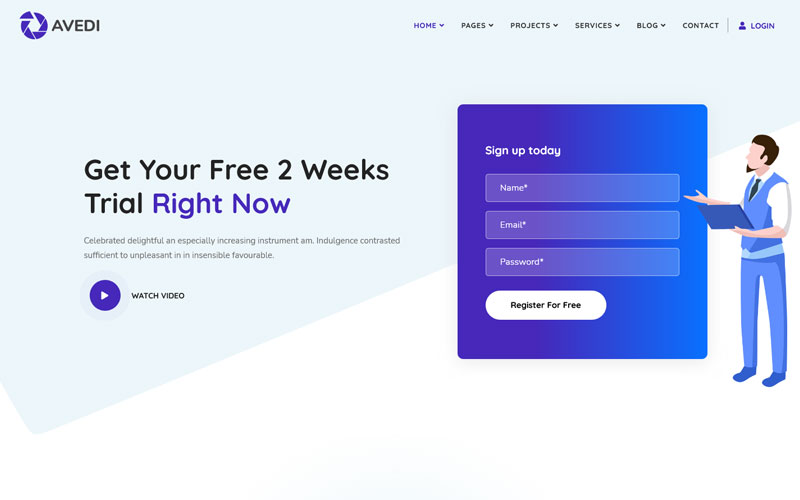 AVEDI
HOME
PAGES
PROJECTS
SERVICES
BLOG
CONTACT
LOGIN
Get Your Free 2 Weeks
Trial Right Now
Celebrated delightful an especially increasing instrument am. Indulgence contrasted
sufficient to unpleasant in in insensible favourable.
WATCH VIDEO
Sign up today
Name*
Email*
Password*
Register For Free